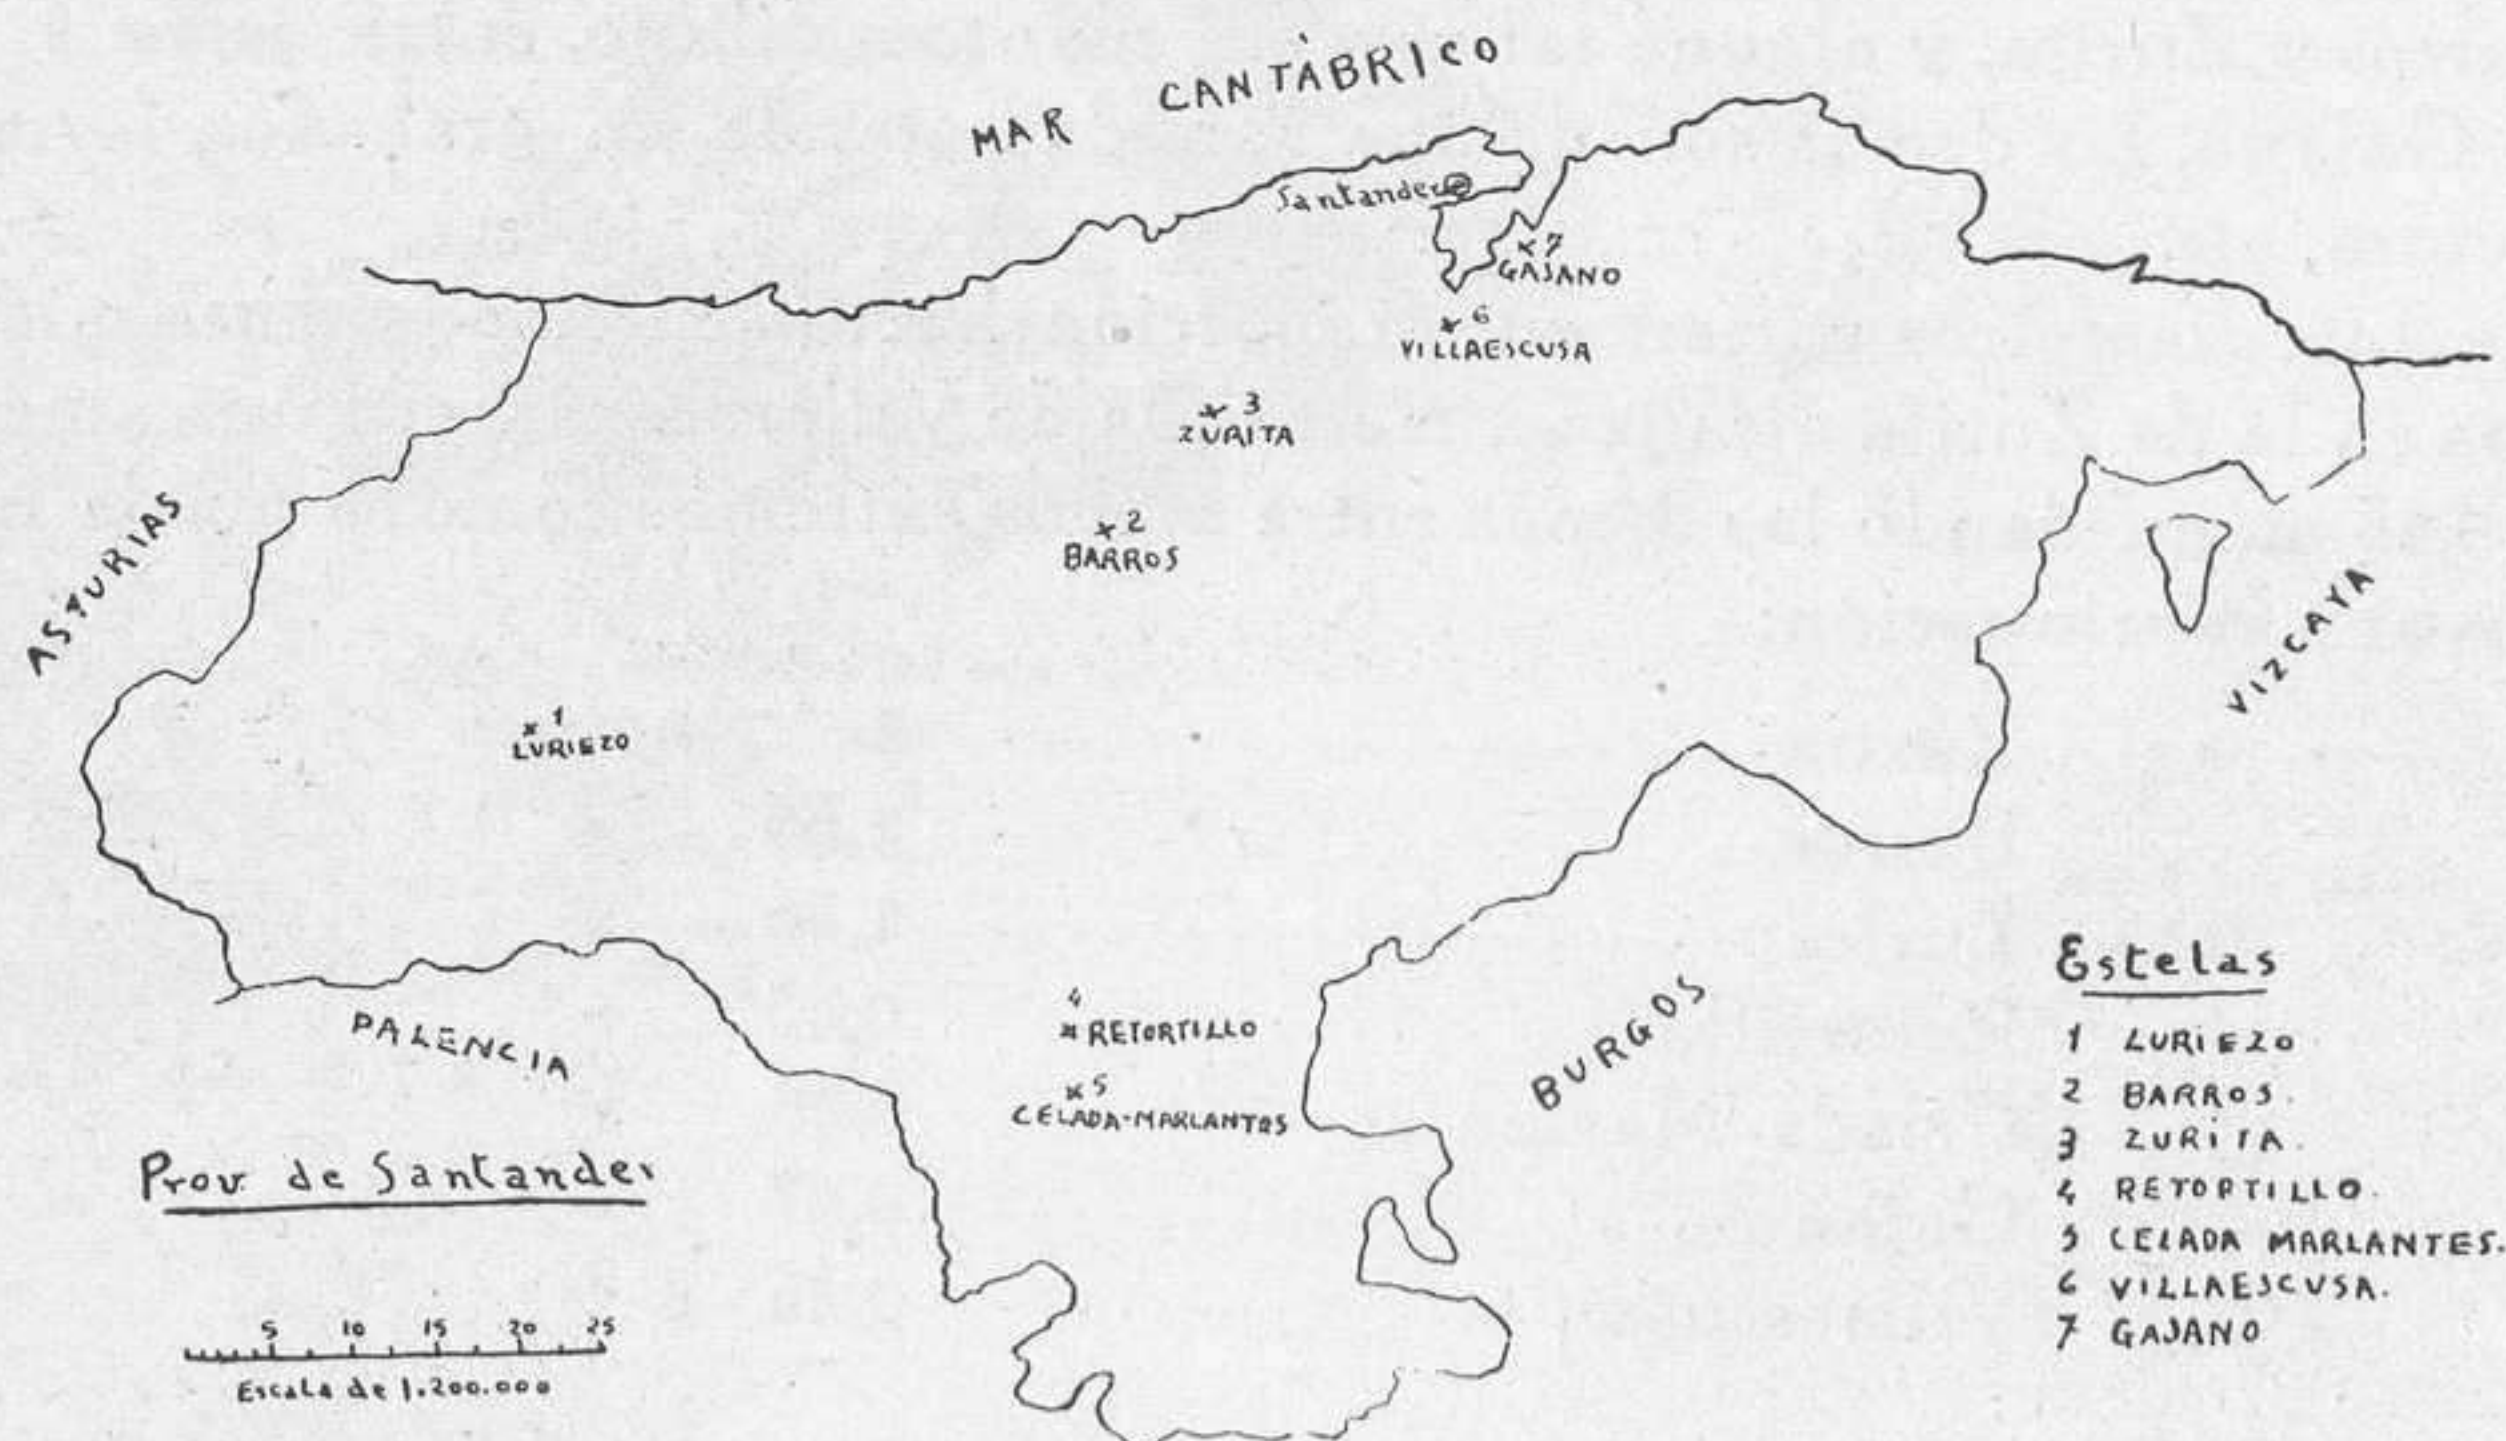 MAR CANTÁBRICO
Santander
7
GAJANO
6
VILLAESCUSA
3
ZURITA
2
BARROS
ASTURIAS
VIZCAYA
1
LURIEZO
4
RETORTILLO
5
CELADA-MARLANTOS
PALENCIA
BURGOS
Prov. de Santander
5 10 15 20 25
Escala de 1.200.000
Estelas
1 LURIEZO
2 BARROS.
3 ZURITA.
4 RETORTILLO.
5 CELADA MARLANTES.
6 VILLAESCUSA.
7 GAJANO